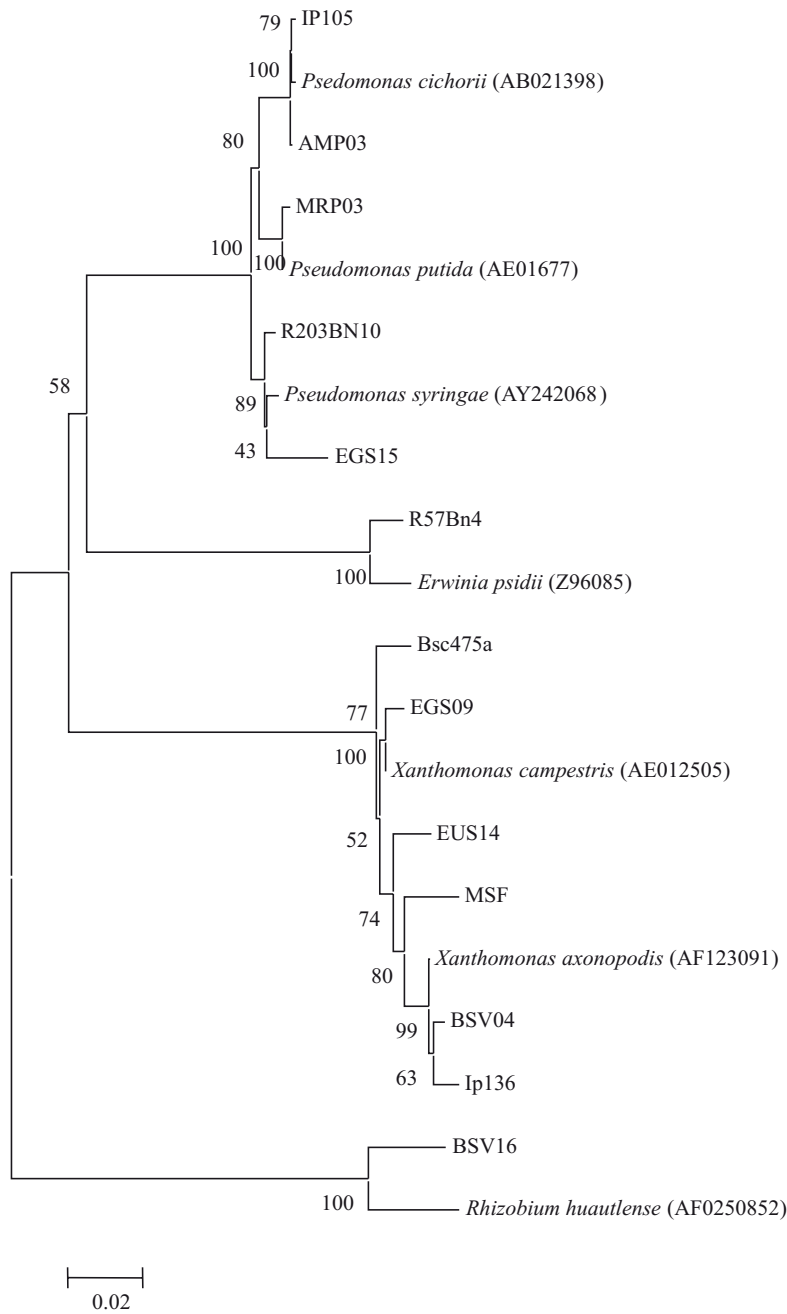 79
IP105
100
Psedomonas cichorii (AB021398)
80
AMP03
MRP03
100
100
Pseudomonas putida (AE01677)
R203BN10
58
Pseudomonas syringae (AY242068)
89
43
EGS15
R57Bn4
100
Erwinia psidii (Z96085)
Bsc475a
77
EGS09
100
Xanthomonas campestris (AE012505)
52
EUS14
MSF
74
Xanthomonas axonopodis (AF123091)
80
BSV04
99
63
Ip136
BSV16
100
Rhizobium huautlense (AF0250852)
0.02